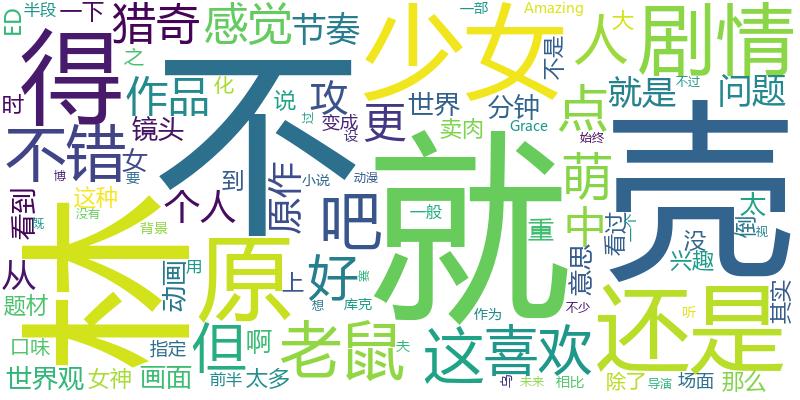 ED 半段 一下 猎奇 感觉 节奏 少女 一部 Amazing 不是 人 大 剧情
时 得 之 作品 化 不 说 攻 变成 更 世界 分钟 点 就是 问题 不过
不错 镜头 女 博 要 到 原作 小说 动漫 卖肉 Grace 始终 萌 壳
看到 这种 个人 吧 就 一般 重 中 看过 没 倒 太 视
既 没有 林 背景 原 上 好 意思 兴趣 其实
从 动画 用 想 库克 作为 不少 还是 听
题材 口味 指定 但 啊 老鼠 夫 这 喜欢
世界观 女神 画面 前半 太多 未来 相比 除了 导演 场面 那么